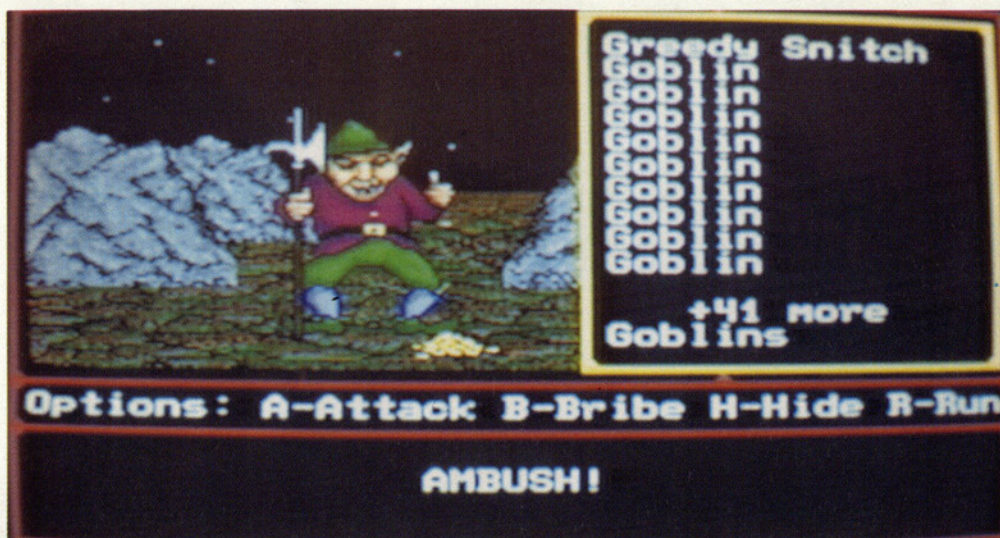 Greedy Snitch
Goblin
Goblin
Goblin
Goblin
Goblin
Goblin
Goblin
Goblin
Goblin
+41 more
Goblins
Options: A-Attack B-Bribe H-Hide R-Run
AMBUSH!